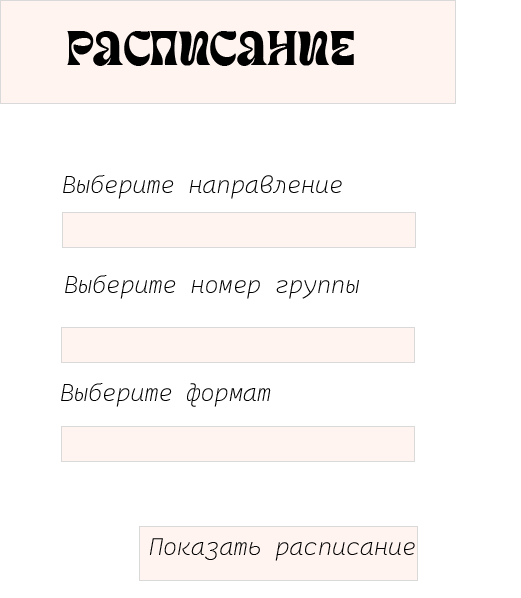 РАСПИСАНИЕ
Выберите направление
Выберите номер группы
Выберите формат
Показать расписание